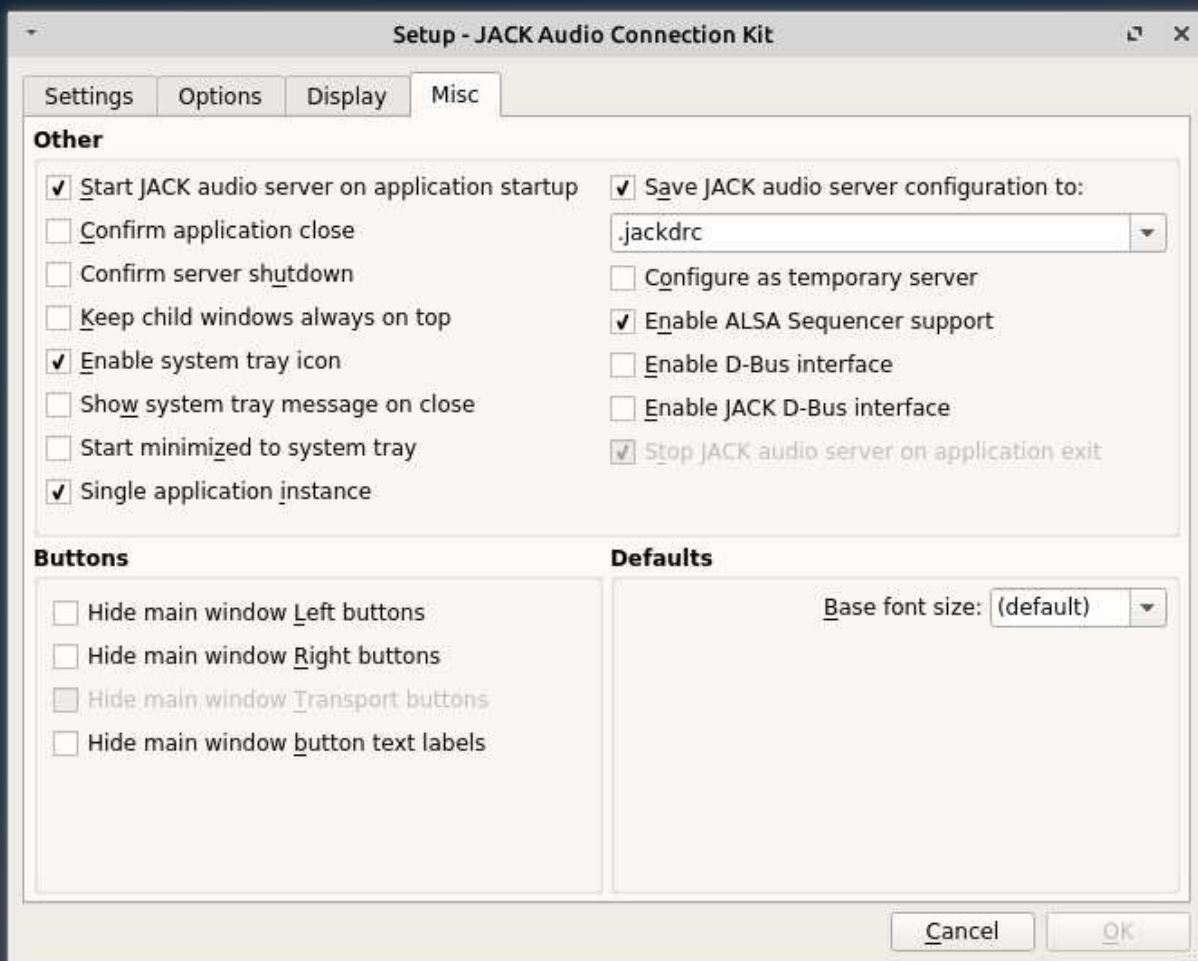 Setup - JACK Audio Connection Kit
Settings Options Display Misc
Other
Start JACK audio server on application startup
Confirm application close
Confirm server shutdown
Keep child windows always on top
Enable system tray icon
Show system tray message on close
Start minimized to system tray
Single application instance
Save JACK audio server configuration to:
.jackdrc
Configure as temporary server
Enable ALSA Sequencer support
Enable D-Bus interface
Enable JACK D-Bus interface
Stop JACK audio server on application exit
Buttons
Hide main window Left buttons
Hide main window Right buttons
Hide main window Transport buttons
Hide main window button text labels
Defaults
Base font size: (default)
Cancel OK